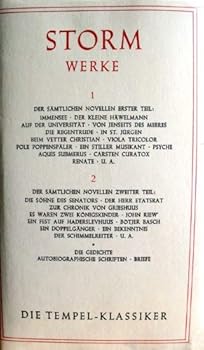 STORM
WERKE
1
DER SÄMTLICHEN NOVELLEN ERSTER TEIL:
IMMENSEE · DER KLEINE HÄWELMANN
AUF DER UNIVERSITÄT · VON JENSEITS DES MEERES
DIE REGENTRUDE · IN ST. JÜRGEN
BEIM VETTER CHRISTIAN · VIOLA TRICOLOR
POLE POPPENSPÄLER · EIN STILLER MUSIKANT · PSYCHE
AQUIS SUBMERSUS · CARSTEN CURATOR
RENATE · U. A.
2
DER SÄMTLICHEN NOVELLEN ZWEITER TEIL:
DIE SÖHNE DES SENATORS · DER HERR STATSRAT
ZUR CHRONIK VON GRIESHUUS
ES WAREN ZWEI KÖNIGSKINDER · JOHN RIEW'
EIN FEST AUF HADERSLEVHUUS · BÖTJER BASCH
EIN DOPPELGÄNGER · EIN BEKENNTNIS
DER SCHIMMELREITER · U. A.
*
DIE GEDICHTE
AUTOBIOGRAPHISCHE SCHRIFTEN · BRIEFE
DIE TEMPEL-KLASSIKER